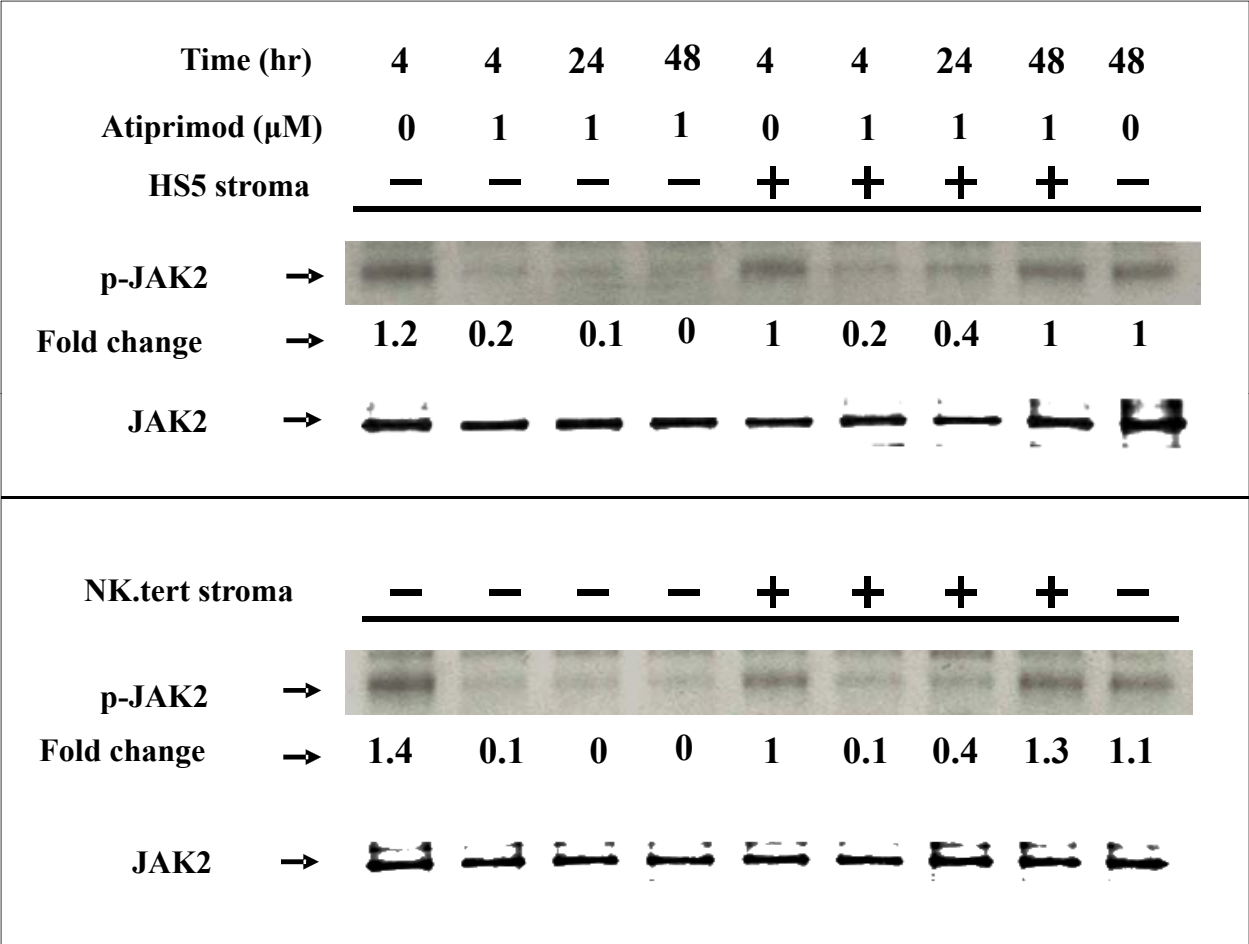 Time (hr) 4 4 24 48 4 4 24 48 48
Atiprimod (µM) 0 1 1 1 0 1 1 1 0
HS5 stroma − − − − + + + + −
p-JAK2 →
Fold change → 1.2 0.2 0.1 0 1 0.2 0.4 1 1
JAK2 →
NK.tert stroma − − − − + + + + −
p-JAK2 →
Fold change → 1.4 0.1 0 0 1 0.1 0.4 1.3 1.1
JAK2 →